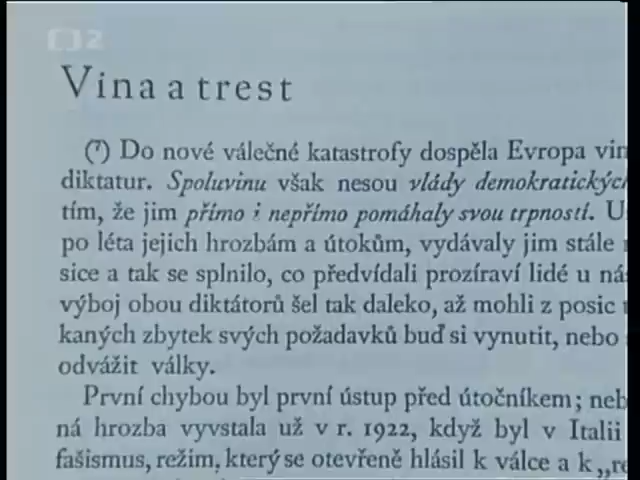 2
Vina a trest
(7) Do nové válečné katastrofy dospěla Evropa vin
diktatur. Spoluvinu však nesou vlády demokratických
tím, že jim přímo i nepřímo pomáhaly svou trpností. U
po léta jejich hrozbám a útokům, vydávaly jim stále
sice a tak se splnilo, co předvídali prozíraví lidé u ná
výboj obou diktátorů šel tak daleko, až mohli z posic
kaných zbytek svých požadavků buď si vynutit, nebo
odvážit války.
První chybou byl první ústup před útočníkem; neb
ná hrozba vyvstala už v r. 1922, když byl v Italii
fašismus, režim, který se otevřeně hlásil k válce a k „re